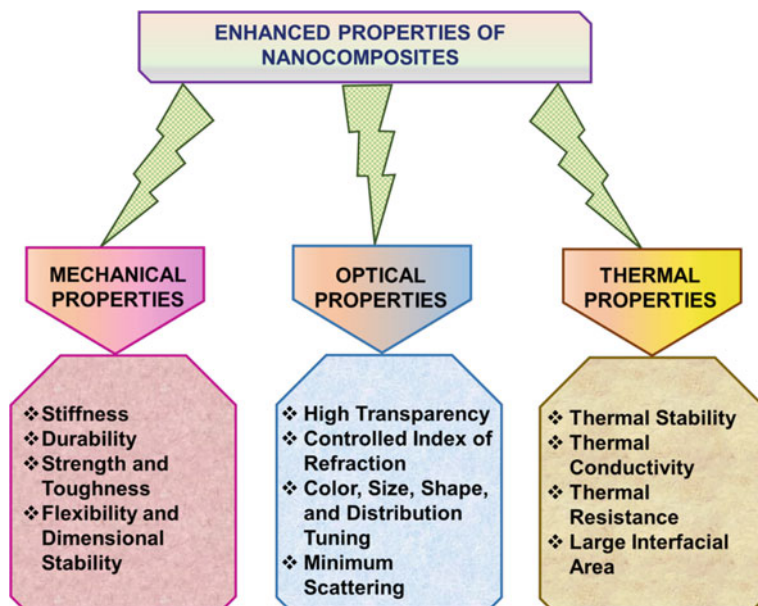 ENHANCED PROPERTIES OF
NANOCOMPOSITES
MECHANICAL
PROPERTIES
❖ Stiffness
❖ Durability
❖ Strength and
Toughness
❖ Flexibility and
Dimensional
Stability
OPTICAL
PROPERTIES
❖ High Transparency
❖ Controlled Index of
Refraction
❖ Color, Size, Shape,
and Distribution
Tuning
❖ Minimum
Scattering
THERMAL
PROPERTIES
❖ Thermal Stability
❖ Thermal
Conductivity
❖ Thermal
Resistance
❖ Large Interfacial
Area